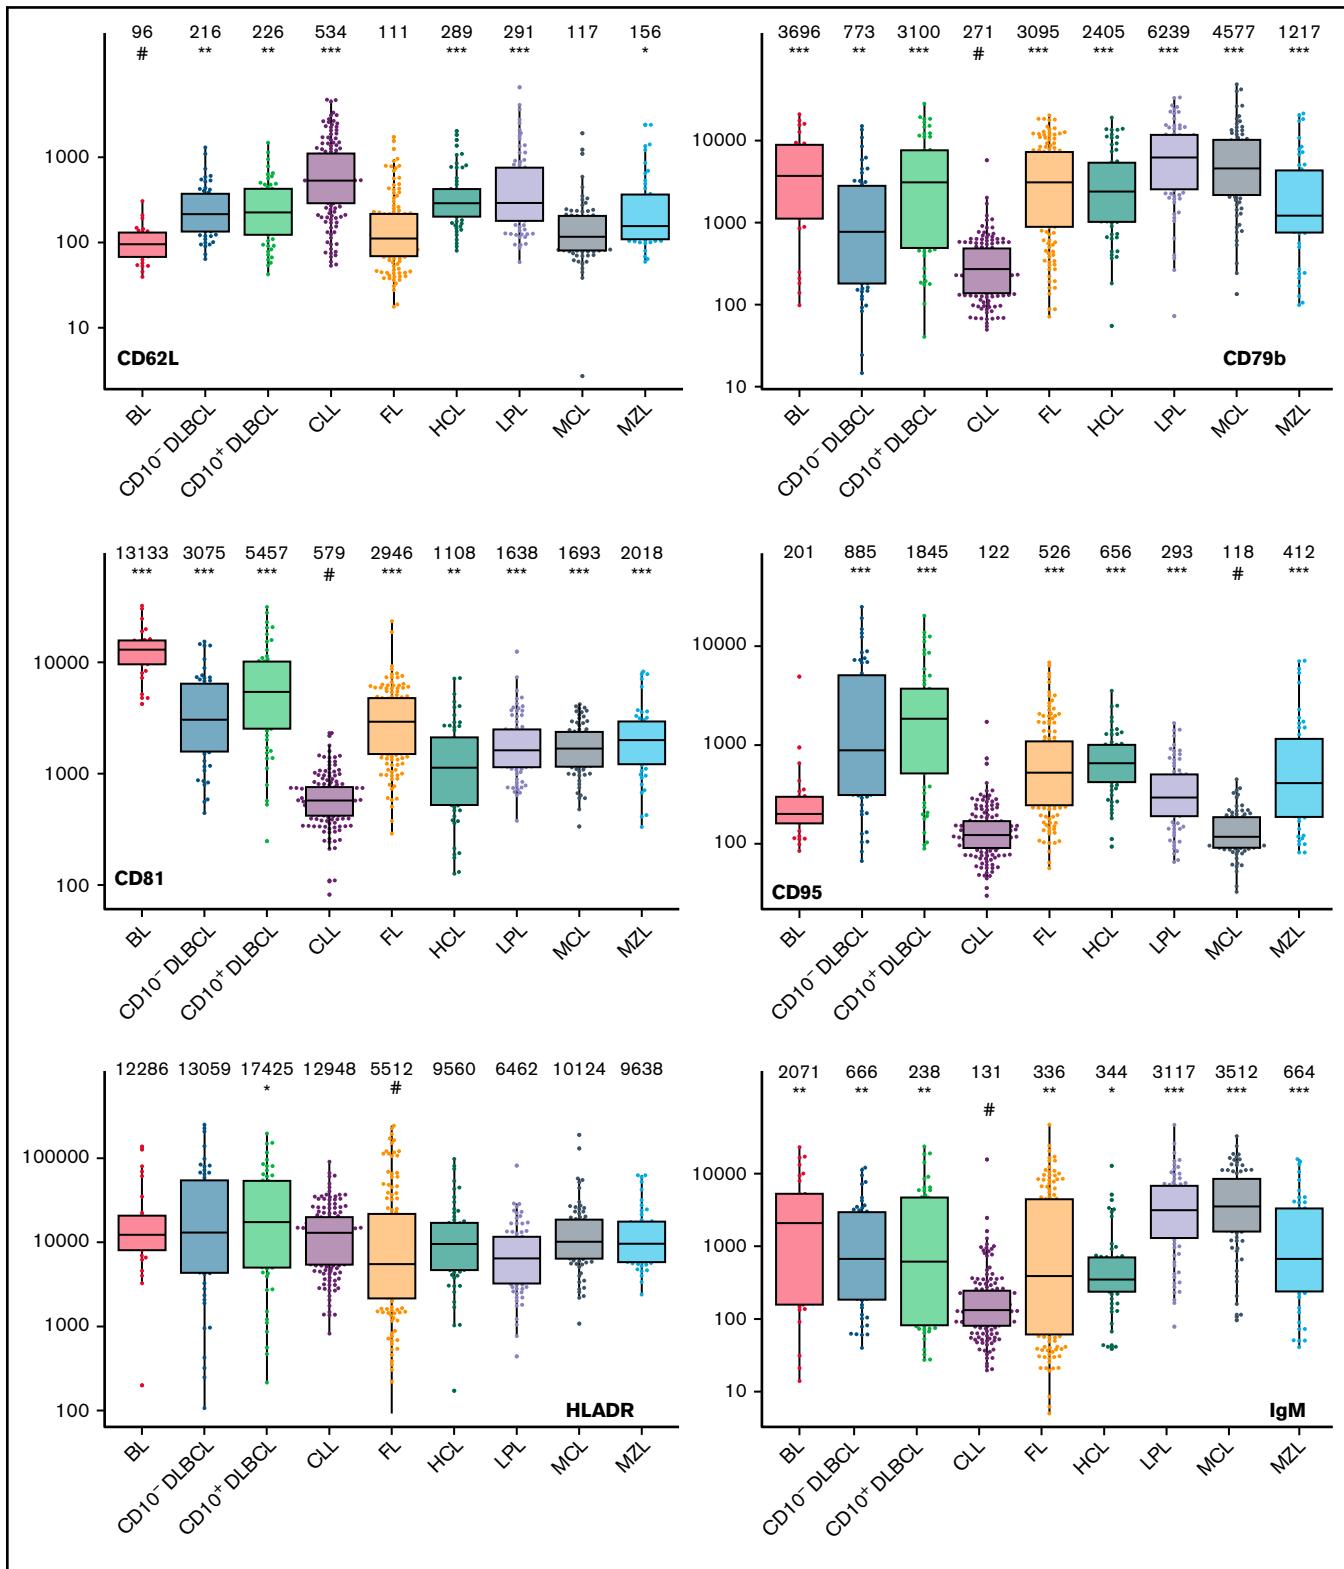 96 216 226 534 111 289 291 117 156
# ** ** *** *** *** *
1000
100
10
CD62L
BL CD10⁻ DLBCL CD10⁺ DLBCL CLL FL HCL LPL MCL MZL
3696 773 3100 271 3095 2405 6239 4577 1217
*** ** *** # *** *** *** *** ***
10000
1000
100
10
CD79b
BL CD10⁻ DLBCL CD10⁺ DLBCL CLL FL HCL LPL MCL MZL
13133 3075 5457 579 2946 1108 1638 1693 2018
*** *** *** # *** ** *** *** ***
10000
1000
100
CD81
BL CD10⁻ DLBCL CD10⁺ DLBCL CLL FL HCL LPL MCL MZL
201 885 1845 122 526 656 293 118 412
*** *** *** *** *** # ***
10000
1000
100
CD95
BL CD10⁻ DLBCL CD10⁺ DLBCL CLL FL HCL LPL MCL MZL
12286 13059 17425 12948 5512 9560 6462 10124 9638
* #
100000
10000
1000
100
HLADR
BL CD10⁻ DLBCL CD10⁺ DLBCL CLL FL HCL LPL MCL MZL
2071 666 238 131 336 344 3117 3512 664
** ** ** # ** * *** *** ***
10000
1000
100
10
IgM
BL CD10⁻ DLBCL CD10⁺ DLBCL CLL FL HCL LPL MCL MZL